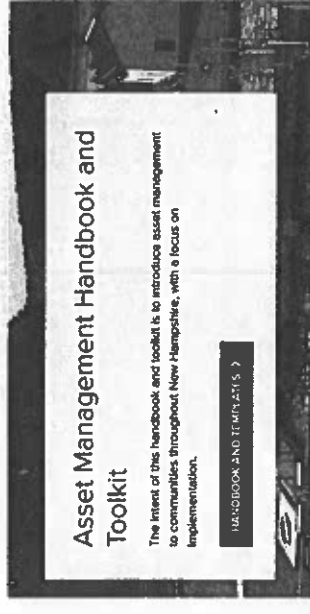 Asset Management Handbook and
Toolkit
The intent of this handbook and toolkit is to introduce asset management
to communities throughout New Hampshire, with a focus on
implementation.
HANDBOOK AND TEMPLATES >